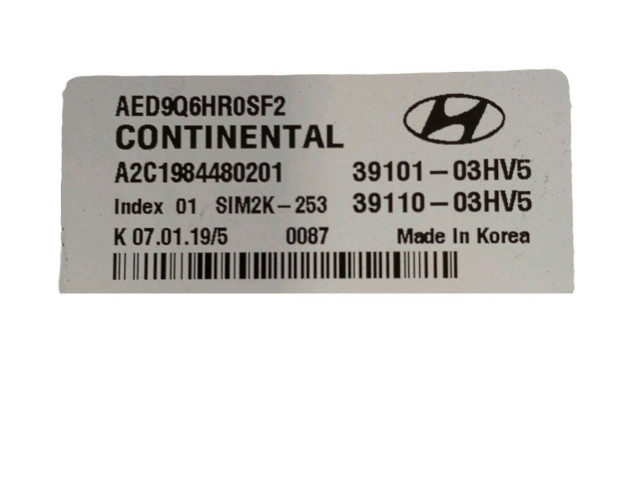 AED9Q6HR0SF2
CONTINENTAL
A2C1984480201 39101-03HV5
Index 01 SIM2K-253 39110-03HV5
K 07.01.19/5 0087 Made In Korea